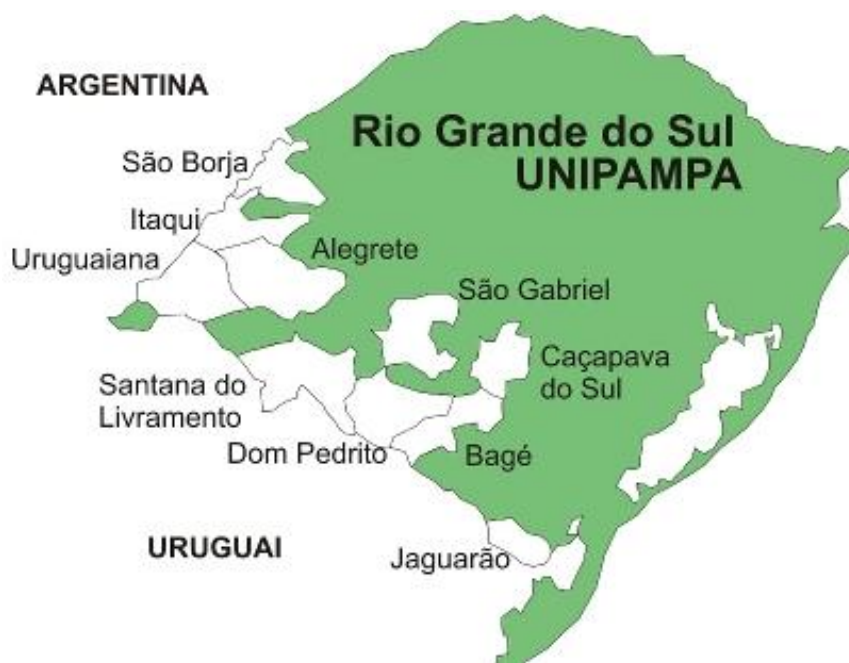 ARGENTINA
Rio Grande do Sul
UNIPAMPA
São Borja
Itaqui
Uruguaiana
Alegrete
São Gabriel
Caçapava
do Sul
Santana do
Livramento
Dom Pedrito
Bagé
URUGUAI
Jaguarão